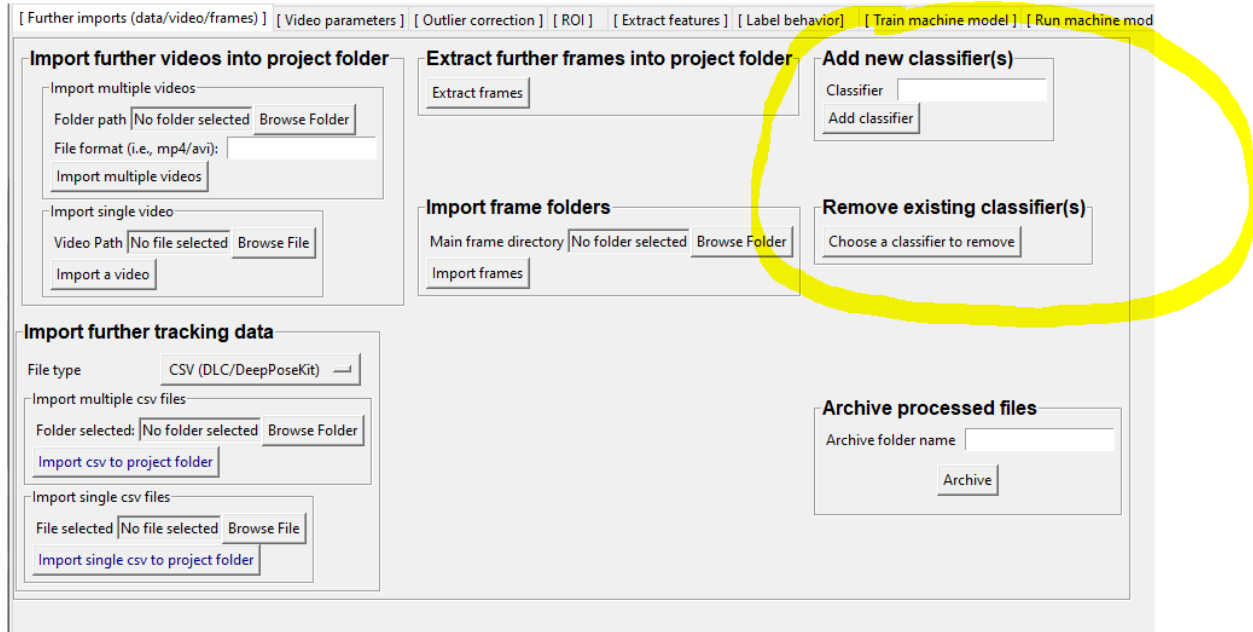 [ Further imports (data/video/frames) ] [ Video parameters ] [ Outlier correction ] [ ROI ] [ Extract features ] [ Label behavior] [ Train machine model ] [ Run machine mod
Import further videos into project folder
Import multiple videos
Folder path No folder selected Browse Folder
File format (i.e., mp4/avi):
Import multiple videos
Import single video
Video Path No file selected Browse File
Import a video
Extract further frames into project folder
Extract frames
Import frame folders
Main frame directory No folder selected Browse Folder
Import frames
Add new classifier(s)
Classifier
Add classifier
Remove existing classifier(s)
Choose a classifier to remove
Import further tracking data
File type CSV (DLC/DeepPoseKit)
Import multiple csv files
Folder selected: No folder selected Browse Folder
Import csv to project folder
Import single csv files
File selected No file selected Browse File
Import single csv to project folder
Archive processed files
Archive folder name
Archive